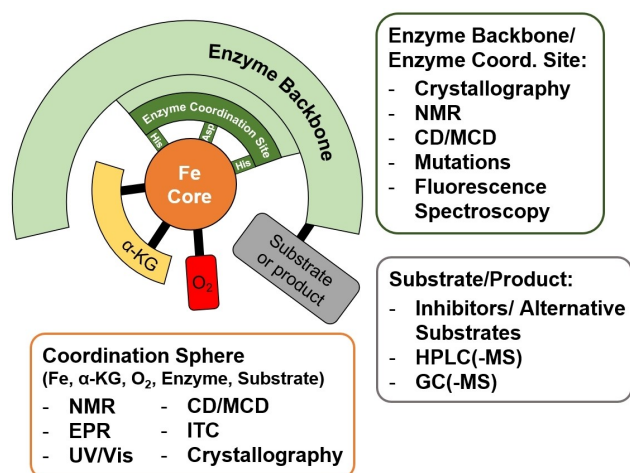 Enzyme Backbone
Enzyme Coordination Site
His
Asp
His
Fe
Core
α-KG
O₂
Substrate
or product
Enzyme Backbone/
Enzyme Coord. Site:
- Crystallography
- NMR
- CD/MCD
- Mutations
- Fluorescence
Spectroscopy
Substrate/Product:
- Inhibitors/ Alternative
Substrates
- HPLC(-MS)
- GC(-MS)
Coordination Sphere
(Fe, α-KG, O₂, Enzyme, Substrate)
- NMR - CD/MCD
- EPR - ITC
- UV/Vis - Crystallography